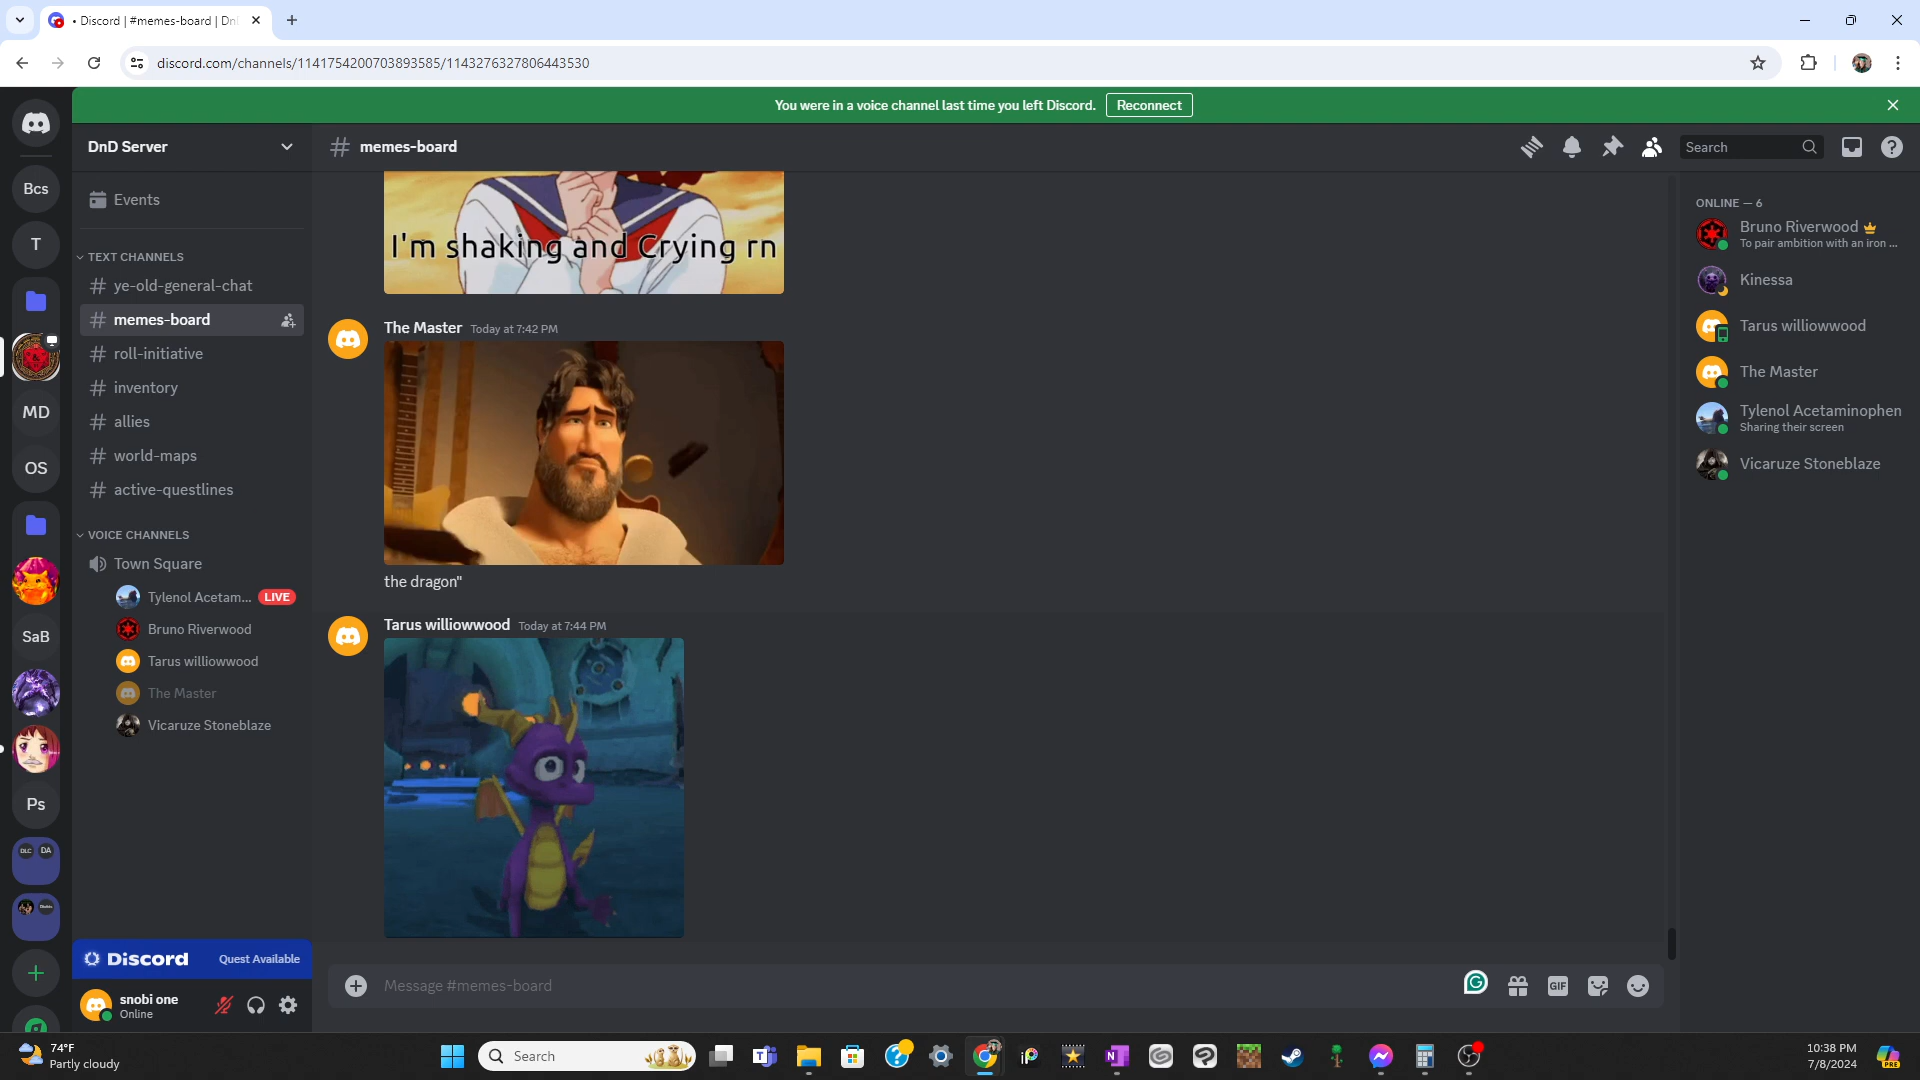 • Discord | #memes-board | Dn
discord.com/channels/1141754200703893585/1143276327806443530
You were in a voice channel last time you left Discord. Reconnect
DnD Server
memes-board
Search
Events
Bcs
T
MD
OS
SaB
Ps
DLC DA
TEXT CHANNELS
ye-old-general-chat
memes-board
roll-initiative
inventory
allies
world-maps
active-questlines
VOICE CHANNELS
Town Square
Tylenol Acetam... LIVE
Bruno Riverwood
Tarus williowwood
The Master
Vicaruze Stoneblaze
Discord Quest Available
snobi one
Online
I'm shaking and Crying rn
The Master Today at 7:42 PM
the dragon"
Tarus williowwood Today at 7:44 PM
Message #memes-board
GIF
ONLINE — 6
Bruno Riverwood
To pair ambition with an iron ...
Kinessa
Tarus williowwood
The Master
Tylenol Acetaminophen
Sharing their screen
Vicaruze Stoneblaze
74°F
Partly cloudy
Search
10:38 PM
7/8/2024